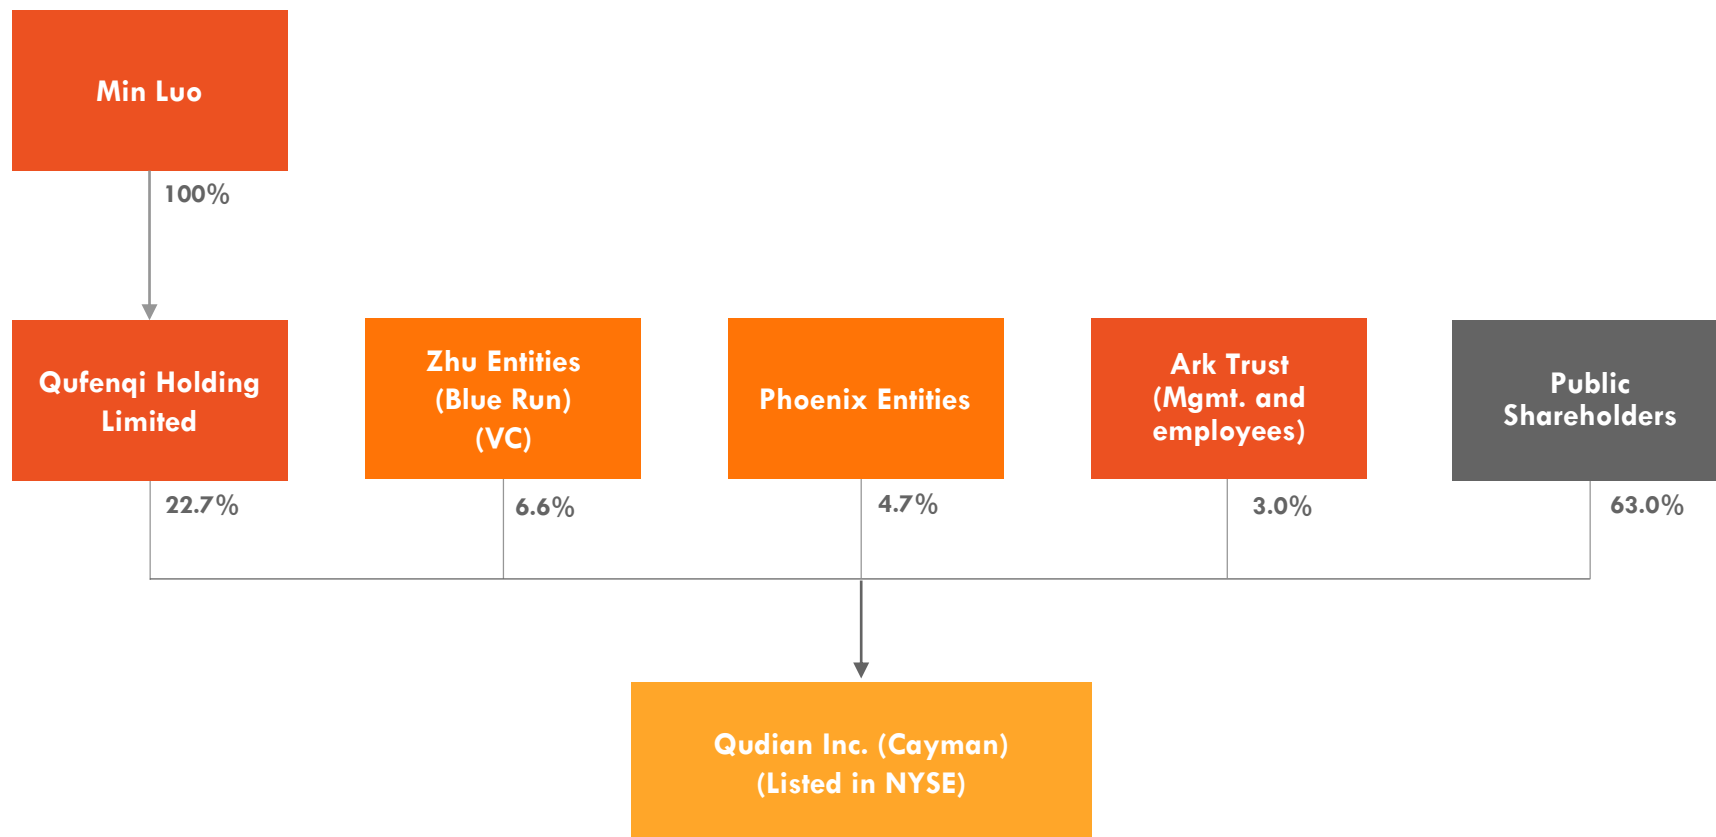 Min Luo
100%
Qufenqi Holding
Limited
Zhu Entities
(Blue Run)
(VC)
Phoenix Entities
Ark Trust
(Mgmt. and
employees)
Public
Shareholders
22.7%
6.6%
4.7%
3.0%
63.0%
Qudian Inc. (Cayman)
(Listed in NYSE)